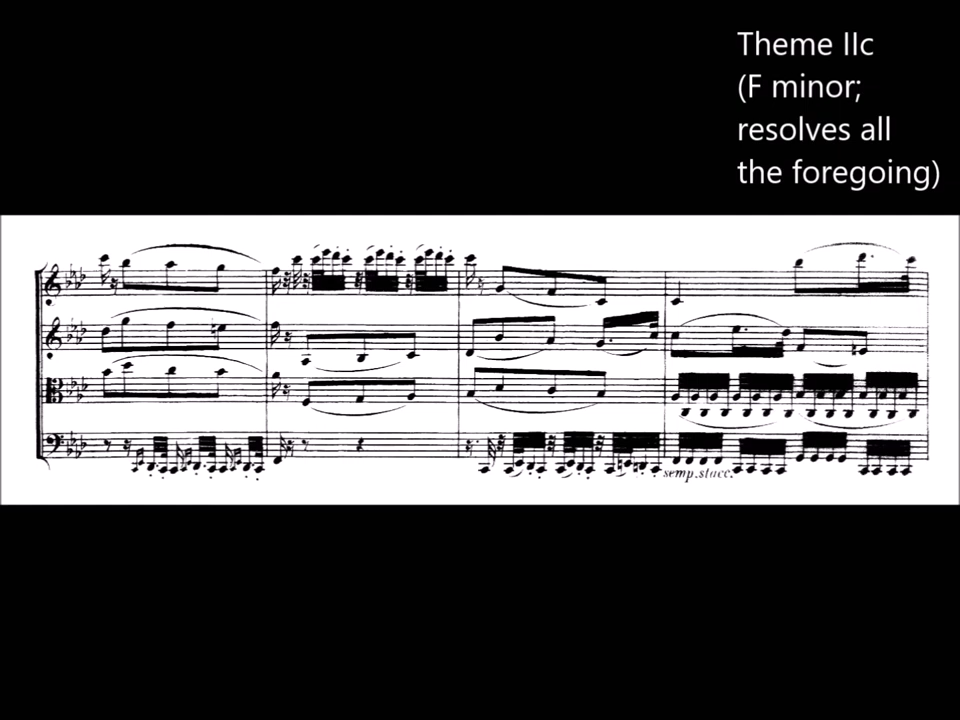 Theme IIc
(F minor;
resolves all
the foregoing)
semp.stacc.